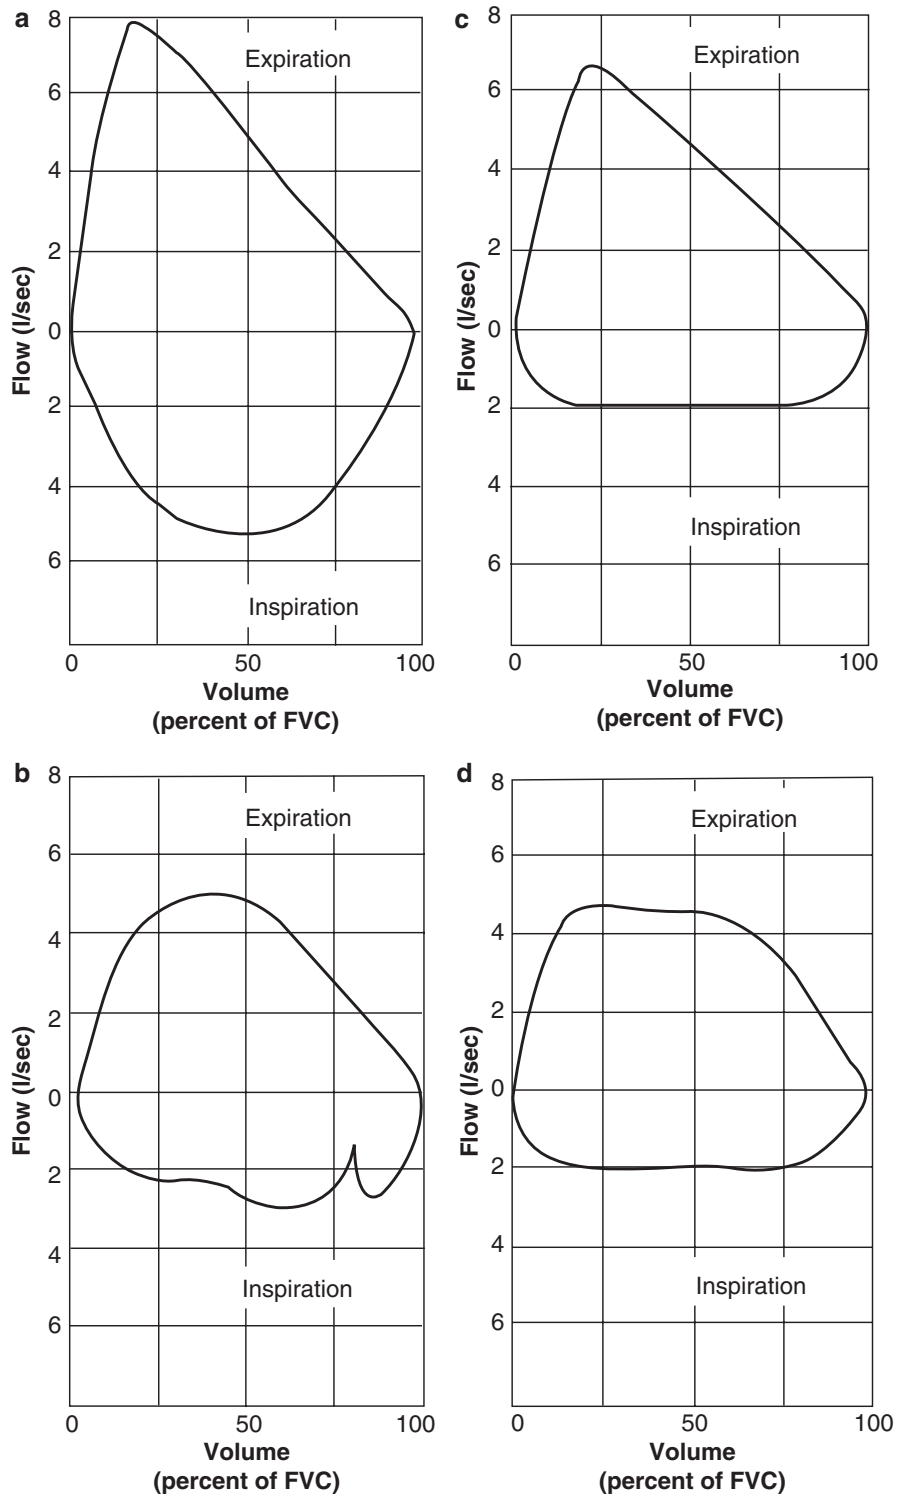 a
8
Expiration
6
4
2
0
2
4
6
Flow (l/sec)
Inspiration
0 50 100
Volume
(percent of FVC)
c
8
Expiration
6
4
2
0
2
4
6
Flow (l/sec)
Inspiration
0 50 100
Volume
(percent of FVC)
b
8
Expiration
6
4
2
0
2
4
6
Flow (l/sec)
Inspiration
0 50 100
Volume
(percent of FVC)
d
8
Expiration
6
4
2
0
2
4
6
Flow (l/sec)
Inspiration
0 50 100
Volume
(percent of FVC)